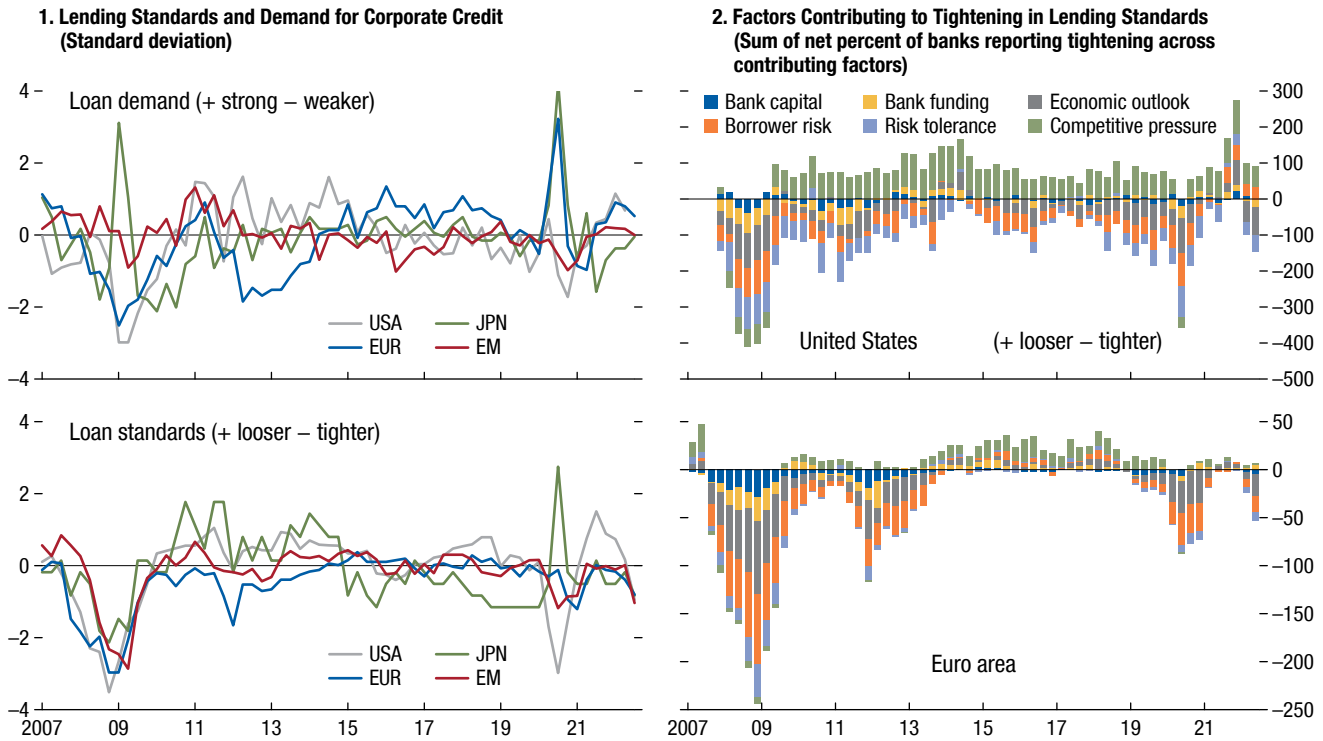 1. Lending Standards and Demand for Corporate Credit
(Standard deviation)
Loan demand (+ strong – weaker)
4
2
0
–2
–4
USA
JPN
EUR
EM
Loan standards (+ looser – tighter)
4
2
0
–2
–4
USA
JPN
EUR
EM
2007 09 11 13 15 17 19 21
2. Factors Contributing to Tightening in Lending Standards
(Sum of net percent of banks reporting tightening across
contributing factors)
Bank capital Bank funding Economic outlook
Borrower risk Risk tolerance Competitive pressure
300
200
100
0
–100
–200
–300
–400
–500
United States (+ looser – tighter)
50
0
–50
–100
–150
–200
–250
Euro area
2007 09 11 13 15 17 19 21